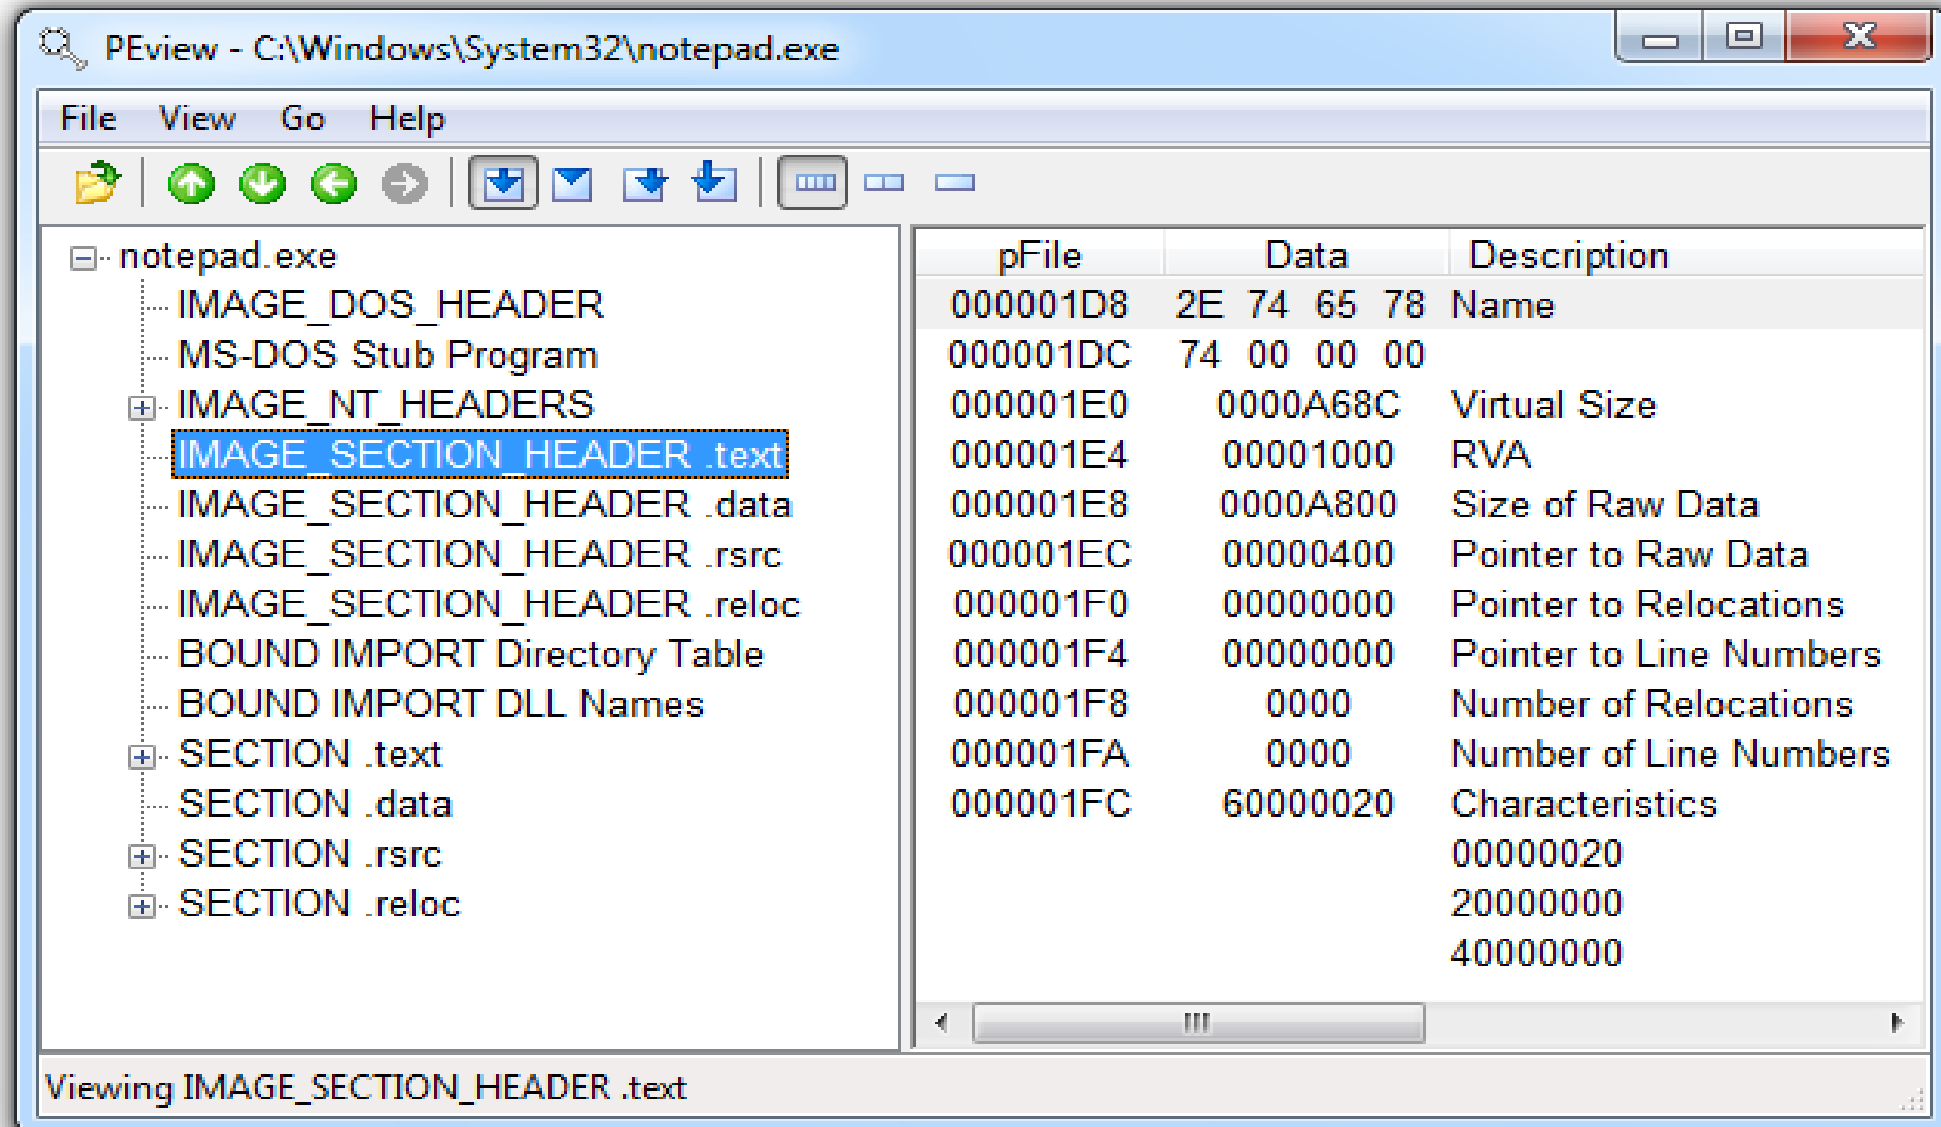 PEview - C:\Windows\System32\notepad.exe
File View Go Help
notepad.exe
IMAGE_DOS_HEADER
MS-DOS Stub Program
IMAGE_NT_HEADERS
IMAGE_SECTION_HEADER .text
IMAGE_SECTION_HEADER .data
IMAGE_SECTION_HEADER .rsrc
IMAGE_SECTION_HEADER .reloc
BOUND IMPORT Directory Table
BOUND IMPORT DLL Names
SECTION .text
SECTION .data
SECTION .rsrc
SECTION .reloc
pFile Data Description
000001D8 2E 74 65 78 Name
000001DC 74 00 00 00
000001E0 0000A68C Virtual Size
000001E4 00001000 RVA
000001E8 0000A800 Size of Raw Data
000001EC 00000400 Pointer to Raw Data
000001F0 00000000 Pointer to Relocations
000001F4 00000000 Pointer to Line Numbers
000001F8 0000 Number of Relocations
000001FA 0000 Number of Line Numbers
000001FC 60000020 Characteristics
00000020
20000000
40000000
Viewing IMAGE_SECTION_HEADER .text